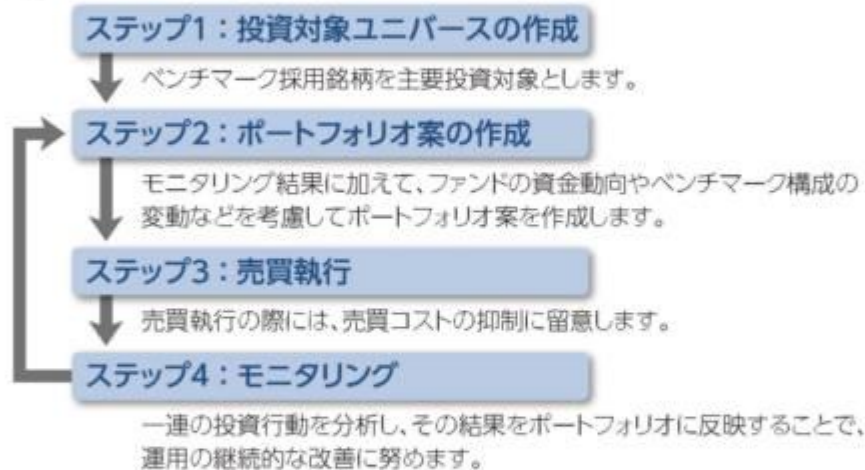 ステップ1：投資対象ユニバースの作成
ベンチマーク採用銘柄を主要投資対象とします。
ステップ2：ポートフォリオ案の作成
モニタリング結果に加えて、ファンドの資金動向やベンチマーク構成の
変動などを考慮してポートフォリオ案を作成します。
ステップ3：売買執行
売買執行の際には、売買コストの抑制に留意します。
ステップ4：モニタリング
一連の投資行動を分析し、その結果をポートフォリオに反映することで、
運用の継続的な改善に努めます。